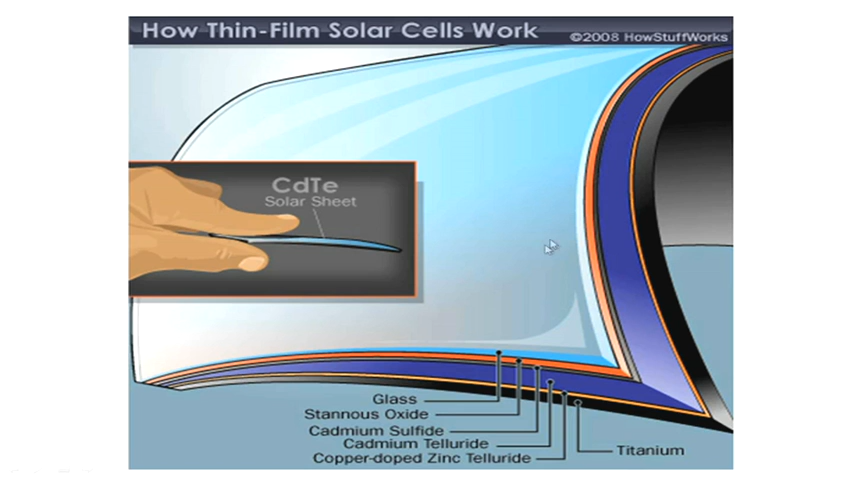 How Thin-Film Solar Cells Work
©2008 HowStuffWorks
CdTe
Solar Sheet
Glass
Stannous Oxide
Cadmium Sulfide
Cadmium Telluride
Copper-doped Zinc Telluride
Titanium